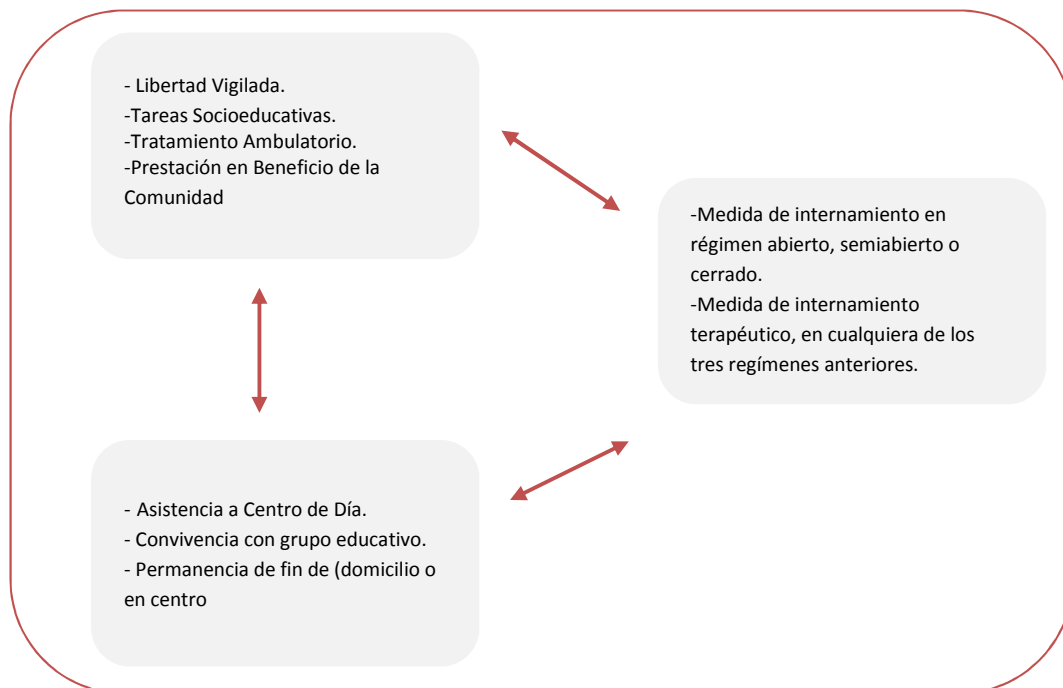 - Libertad Vigilada.
-Tareas Socioeducativas.
-Tratamiento Ambulatorio.
-Prestación en Beneficio de la
Comunidad
-Medida de internamiento en
régimen abierto, semiabierto o
cerrado.
-Medida de internamiento
terapéutico, en cualquiera de los
tres regímenes anteriores.
- Asistencia a Centro de Día.
- Convivencia con grupo educativo.
- Permanencia de fin de (domicilio o
en centro